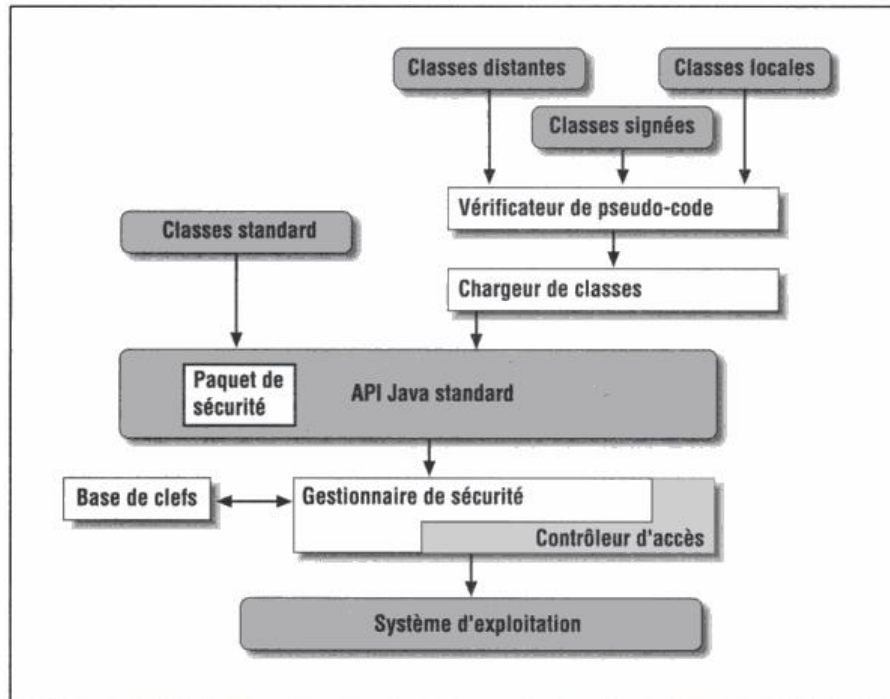 Classes distantes
Classes locales
Classes signées
Vérificateur de pseudo-code
Classes standard
Chargeur de classes
Paquet de
sécurité
API Java standard
Base de clefs
Gestionnaire de sécurité
Contrôleur d'accès
Système d'exploitation